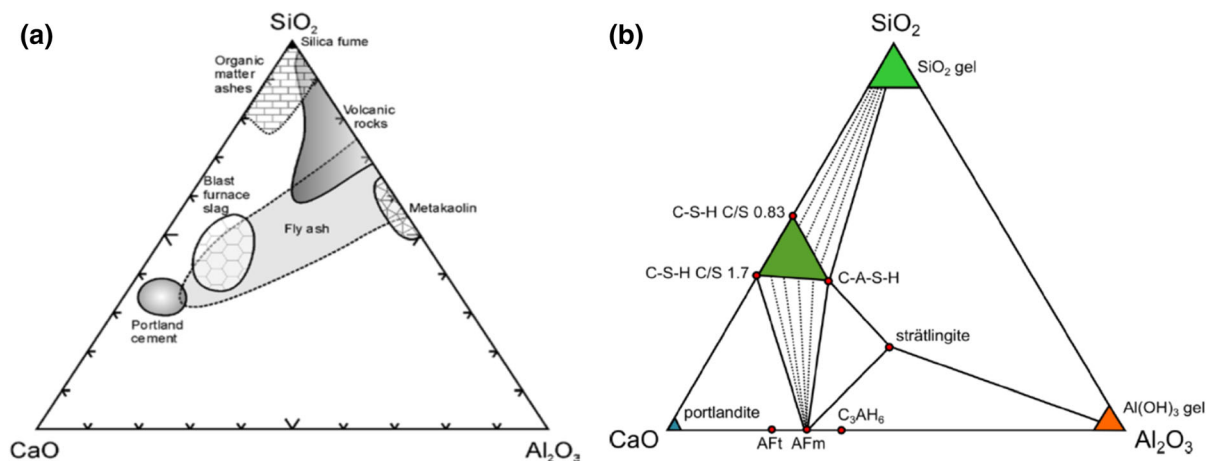 (a)
SiO₂
Silica fume
Organic
matter
ashes
Volcanic
rocks
Blast
furnace
slag
Metakaolin
Fly ash
Portland
cement
CaO
Al₂O₃
(b)
SiO₂
SiO₂ gel
C-S-H C/S 0.83
C-S-H C/S 1.7
C-A-S-H
strätlingite
portlandite
C₃AH₆
Al(OH)₃ gel
CaO
AFt
AFm
Al₂O₃